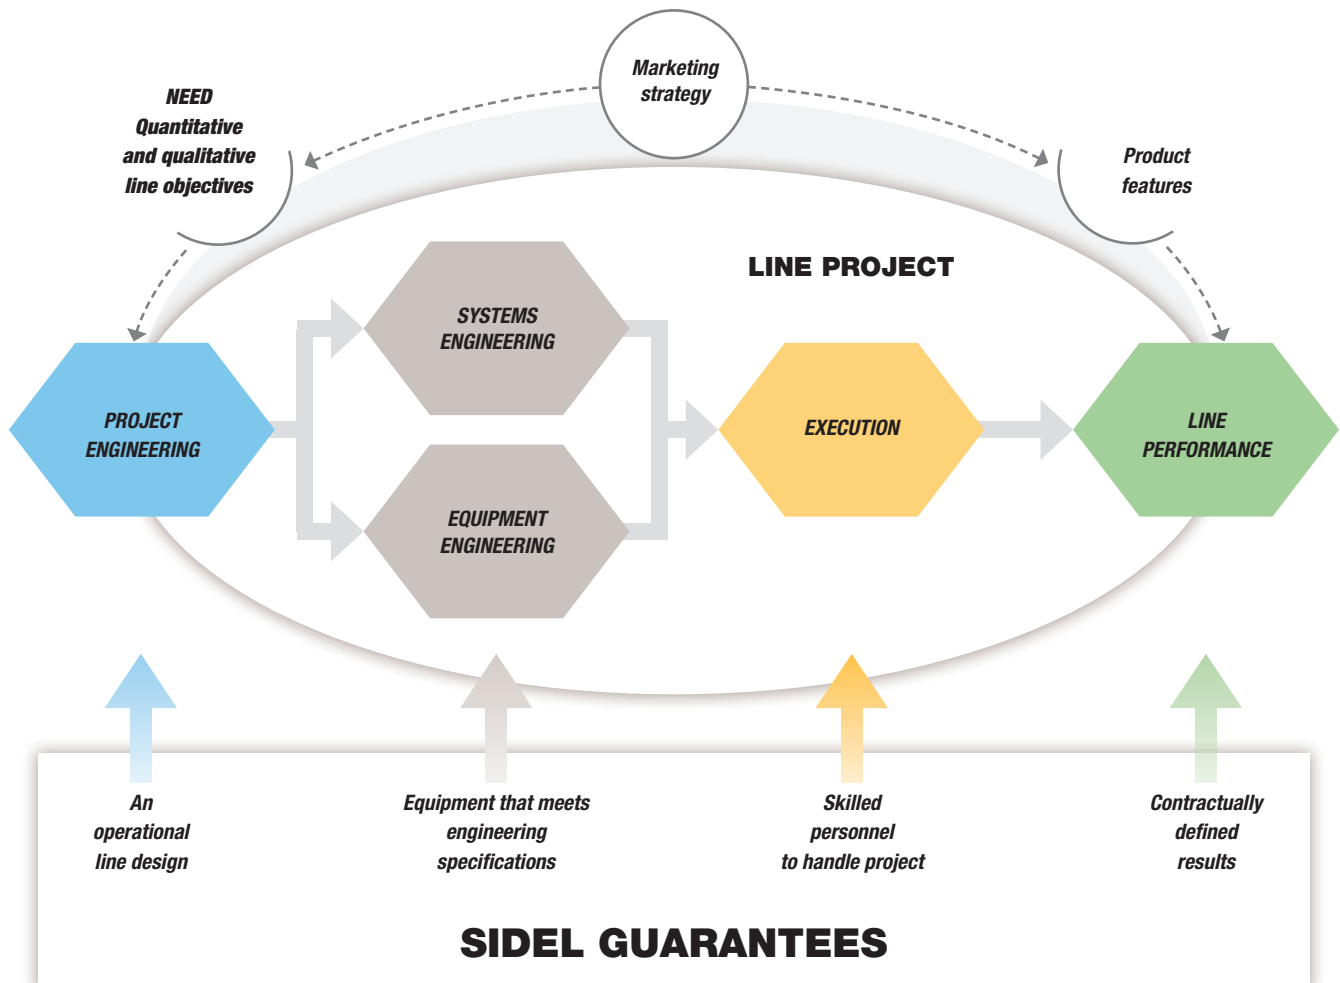 Marketing
strategy
NEED
Quantitative
and qualitative
line objectives
Product
features
LINE PROJECT
SYSTEMS
ENGINEERING
PROJECT
ENGINEERING
EXECUTION
LINE
PERFORMANCE
EQUIPMENT
ENGINEERING
An
operational
line design
Equipment that meets
engineering
specifications
Skilled
personnel
to handle project
Contractually
defined
results
SIDEL GUARANTEES